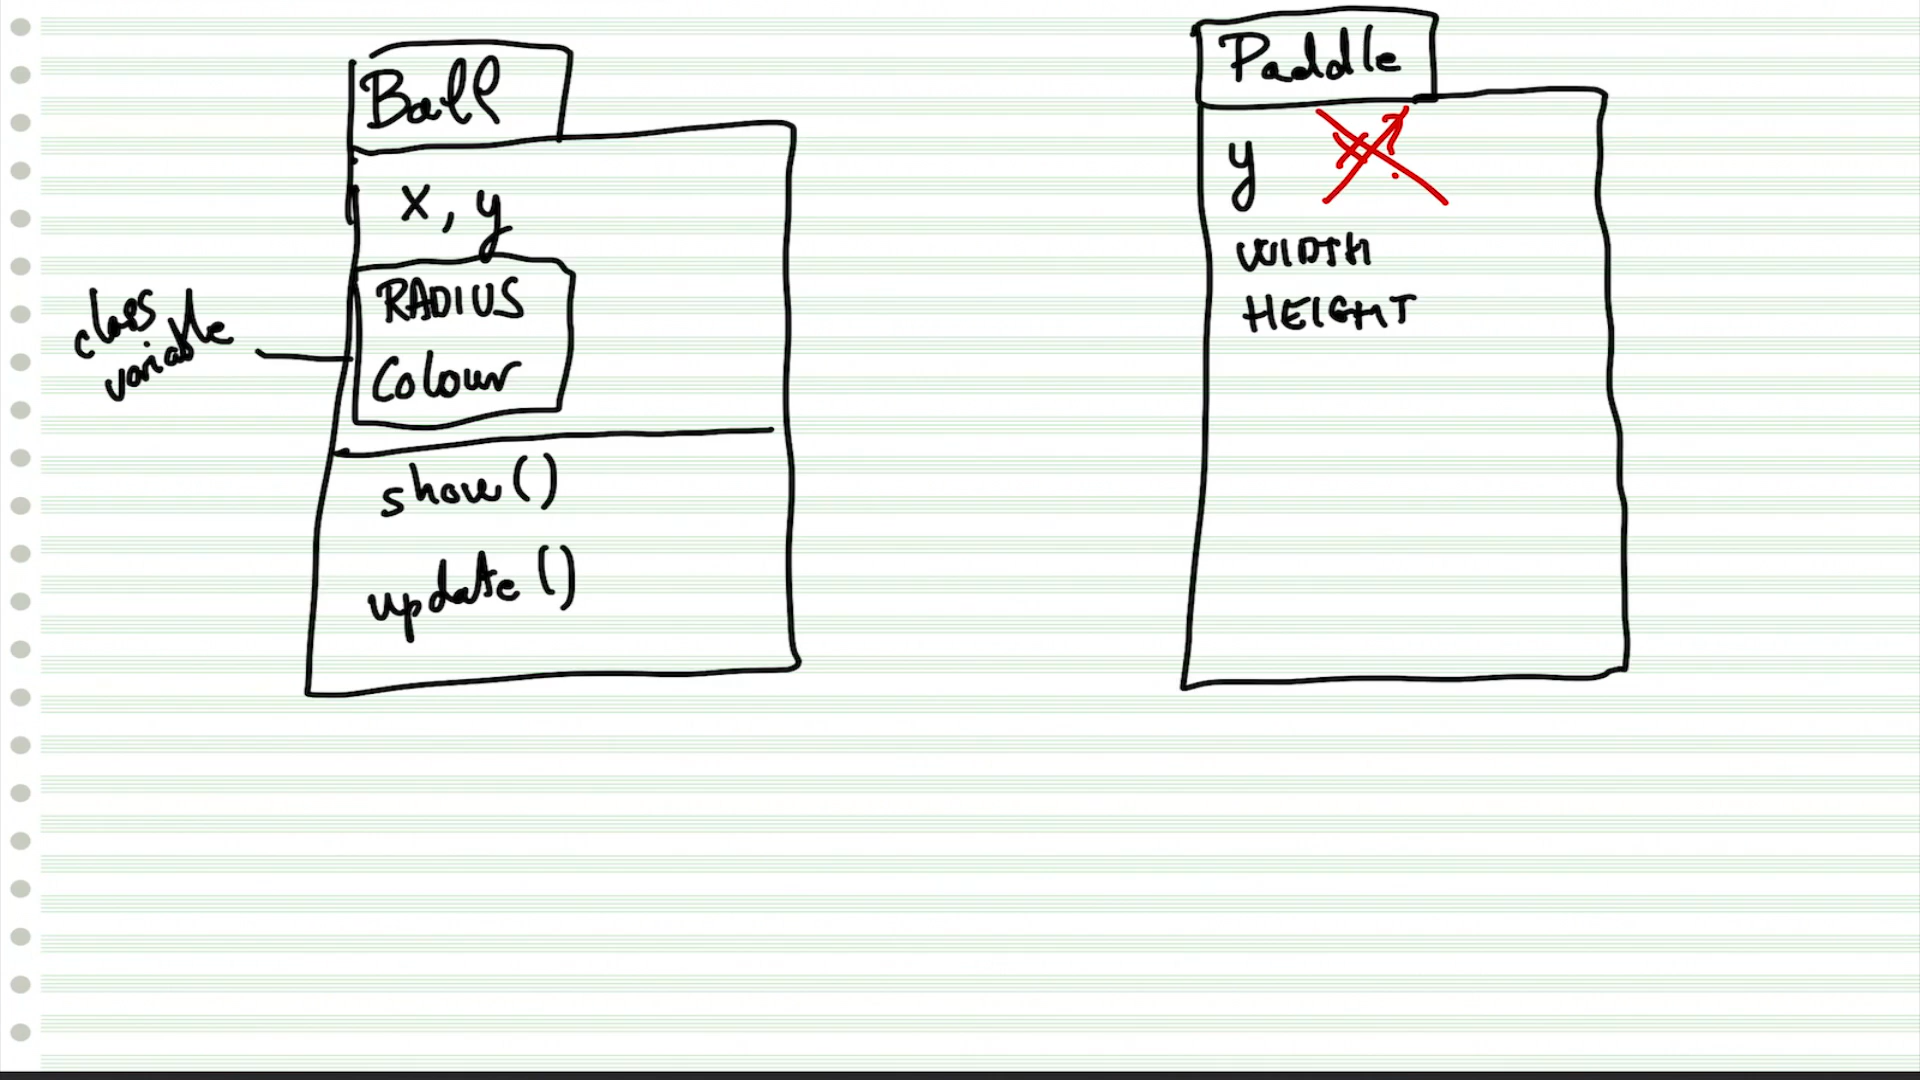 Ball
x, y
RADIUS
Colour
class
variable
show()
update()
Paddle
y
WIDTH
HEIGHT